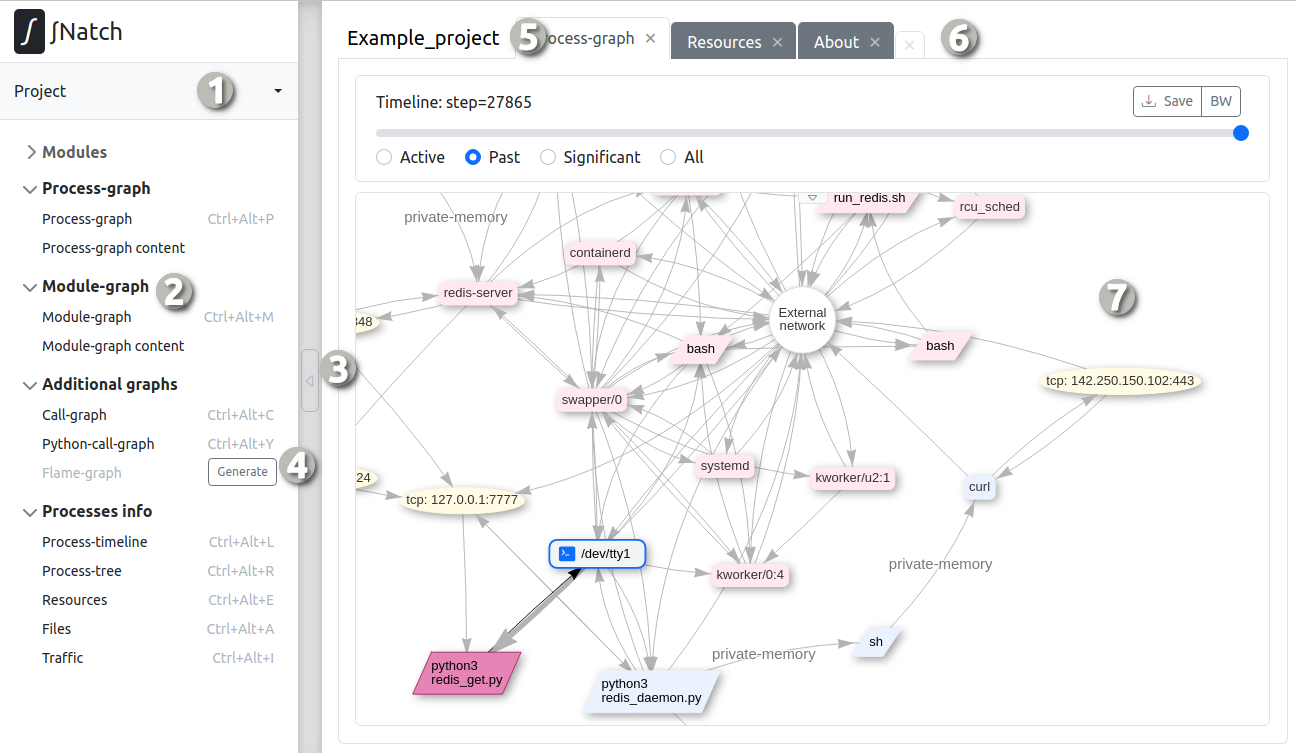 ∫Natch
Project
1
Modules
Process-graph
Process-graph Ctrl+Alt+P
Process-graph content
Module-graph
2
Module-graph Ctrl+Alt+M
Module-graph content
Additional graphs
Call-graph Ctrl+Alt+C
Python-call-graph Ctrl+Alt+Y
Flame-graph Generate
4
Processes info
Process-timeline Ctrl+Alt+L
Process-tree Ctrl+Alt+R
Resources Ctrl+Alt+E
Files Ctrl+Alt+A
Traffic Ctrl+Alt+I
3
Example_project
5
ocess-graph
Resources
About
6
Timeline: step=27865
Save
BW
Active
Past
Significant
All
private-memory
run_redis.sh
rcu_sched
containerd
redis-server
7
External
network
348
bash
bash
tcp: 142.250.150.102:443
swapper/0
systemd
kworker/u2:1
24
curl
tcp: 127.0.0.1:7777
/dev/tty1
private-memory
kworker/0:4
sh
private-memory
python3
redis_get.py
python3
redis_daemon.py